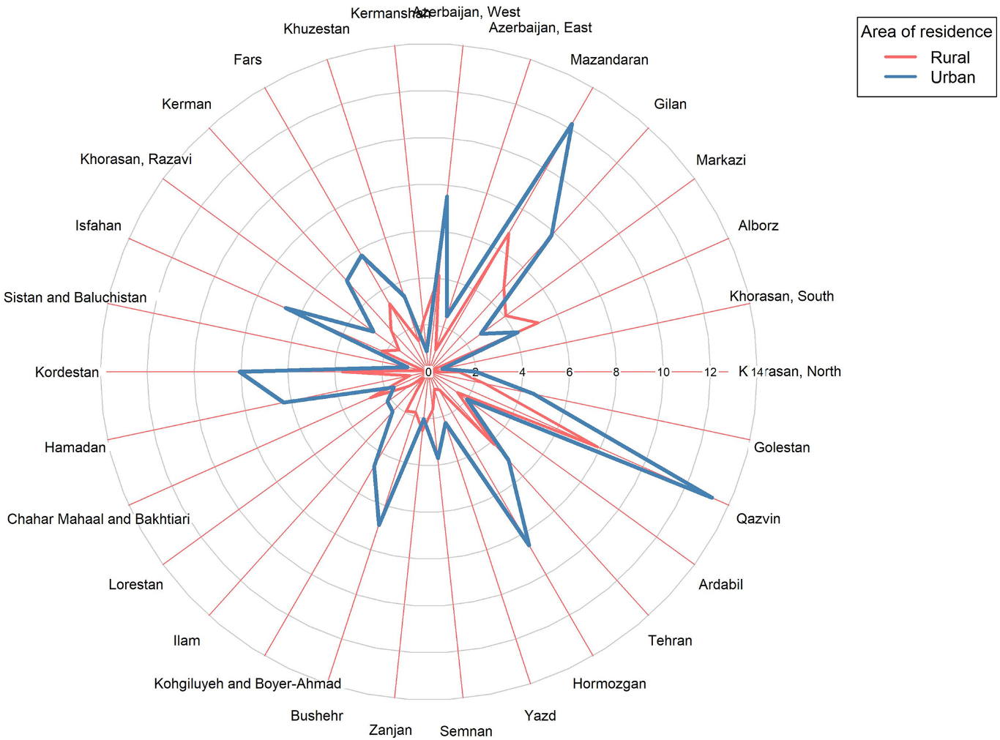 Kermanshah
Azerbaijan, West
Khuzestan
Azerbaijan, East
Area of residence
Rural
Urban
Fars
Mazandaran
Kerman
Gilan
Khorasan, Razavi
Markazi
Isfahan
Alborz
Sistan and Baluchistan
Khorasan, South
Kordestan
0 2 4 6 8 10 12 14
Khorasan, North
Hamadan
Golestan
Chahar Mahaal and Bakhtiari
Qazvin
Lorestan
Ardabil
Ilam
Tehran
Kohgiluyeh and Boyer-Ahmad
Hormozgan
Bushehr
Yazd
Zanjan
Semnan